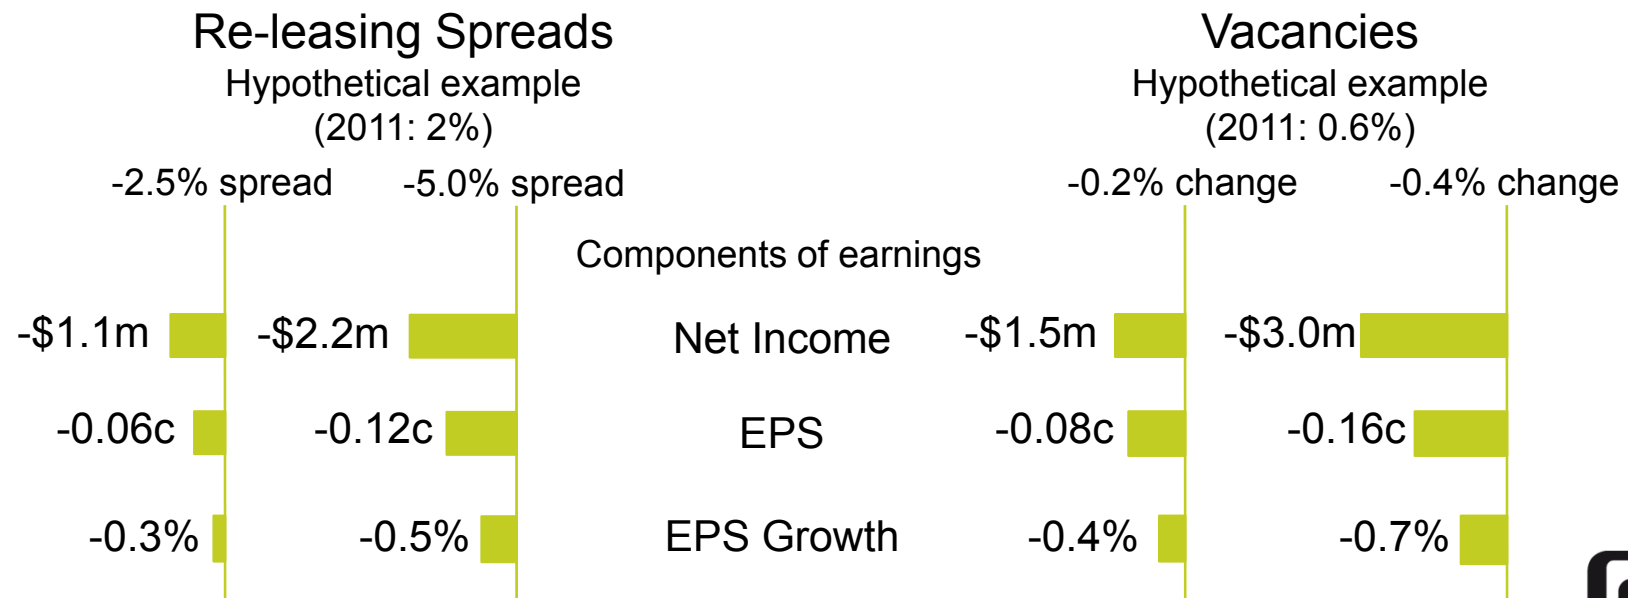 Re-leasing Spreads
Hypothetical example
(2011: 2%)
-2.5% spread
-5.0% spread
Vacancies
Hypothetical example
(2011: 0.6%)
-0.2% change
-0.4% change
Components of earnings
-$1.1m
-$2.2m
Net Income
-$1.5m
-$3.0m
-0.06c
-0.12c
EPS
-0.08c
-0.16c
-0.3%
-0.5%
EPS Growth
-0.4%
-0.7%